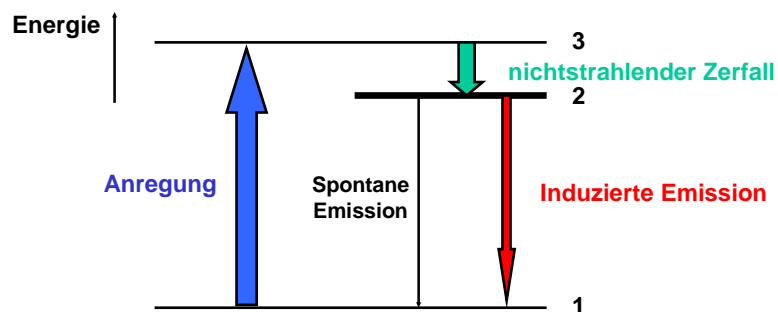 Energie
3
nichtstrahlender Zerfall
2
Anregung
Spontane
Emission
Induzierte Emission
1